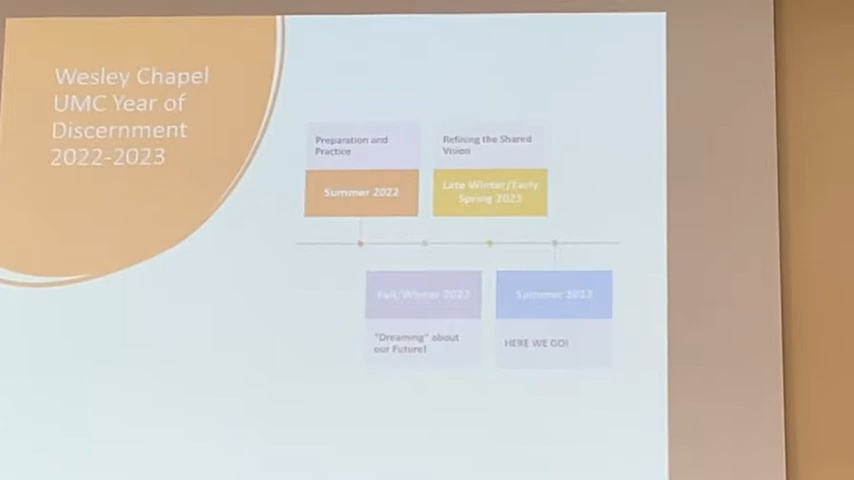 Wesley Chapel
UMC Year of
Discernment
2022-2023
Preparation and
Practice
Summer 2022
Refining the Shared
Vision
Late Winter/Early
Spring 2023
Fall/Winter
"Dreaming" about
our Future!
Summer 2023
HERE WE GO!